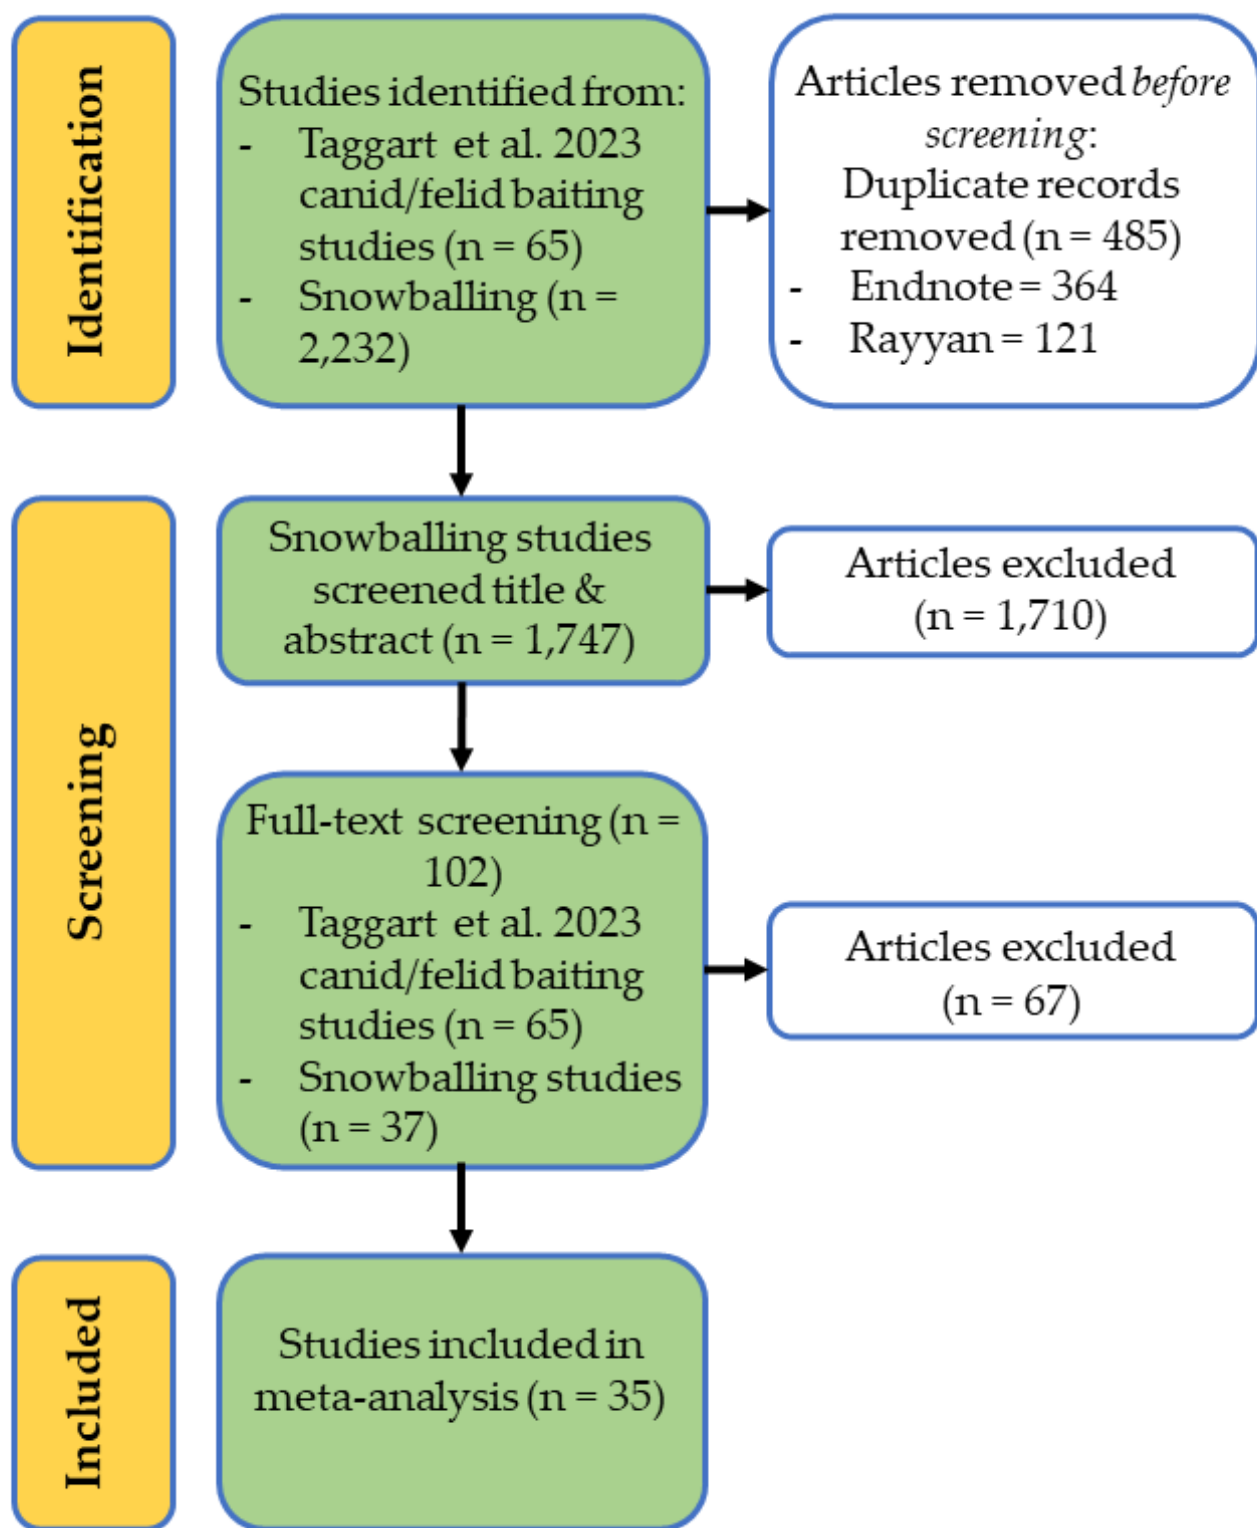 Identification
Studies identified from:
- Taggart et al. 2023
canid/felid baiting
studies (n = 65)
- Snowballing (n =
2,232)
Articles removed before
screening:
Duplicate records
removed (n = 485)
- Endnote = 364
- Rayyan = 121
Screening
Snowballing studies
screened title &
abstract (n = 1,747)
Articles excluded
(n = 1,710)
Full-text screening (n =
102)
- Taggart et al. 2023
canid/felid baiting
studies (n = 65)
- Snowballing studies
(n = 37)
Articles excluded
(n = 67)
Included
Studies included in
meta-analysis (n = 35)